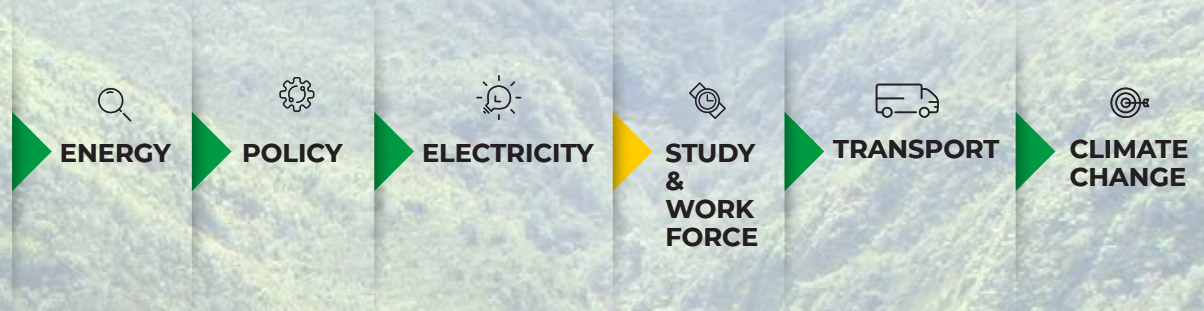 ENERGY
POLICY
ELECTRICITY
STUDY
&
WORK
FORCE
TRANSPORT
CLIMATE
CHANGE